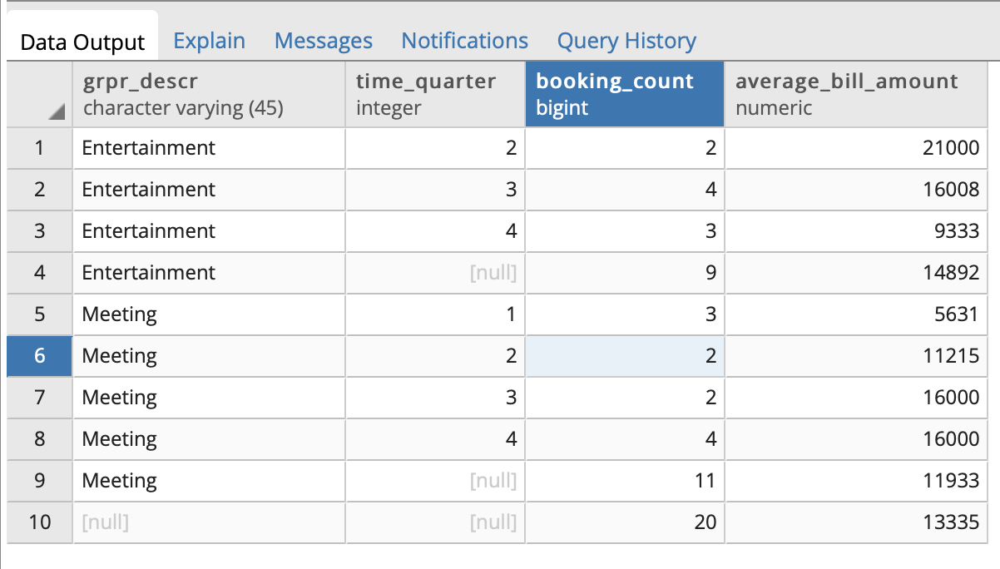 Data Output Explain Messages Notifications Query History
grpr_descr time_quarter booking_count average_bill_amount
character varying (45) integer bigint numeric
1 Entertainment 2 2 21000
2 Entertainment 3 4 16008
3 Entertainment 4 3 9333
4 Entertainment [null] 9 14892
5 Meeting 1 3 5631
6 Meeting 2 2 11215
7 Meeting 3 2 16000
8 Meeting 4 4 16000
9 Meeting [null] 11 11933
10 [null] [null] 20 13335